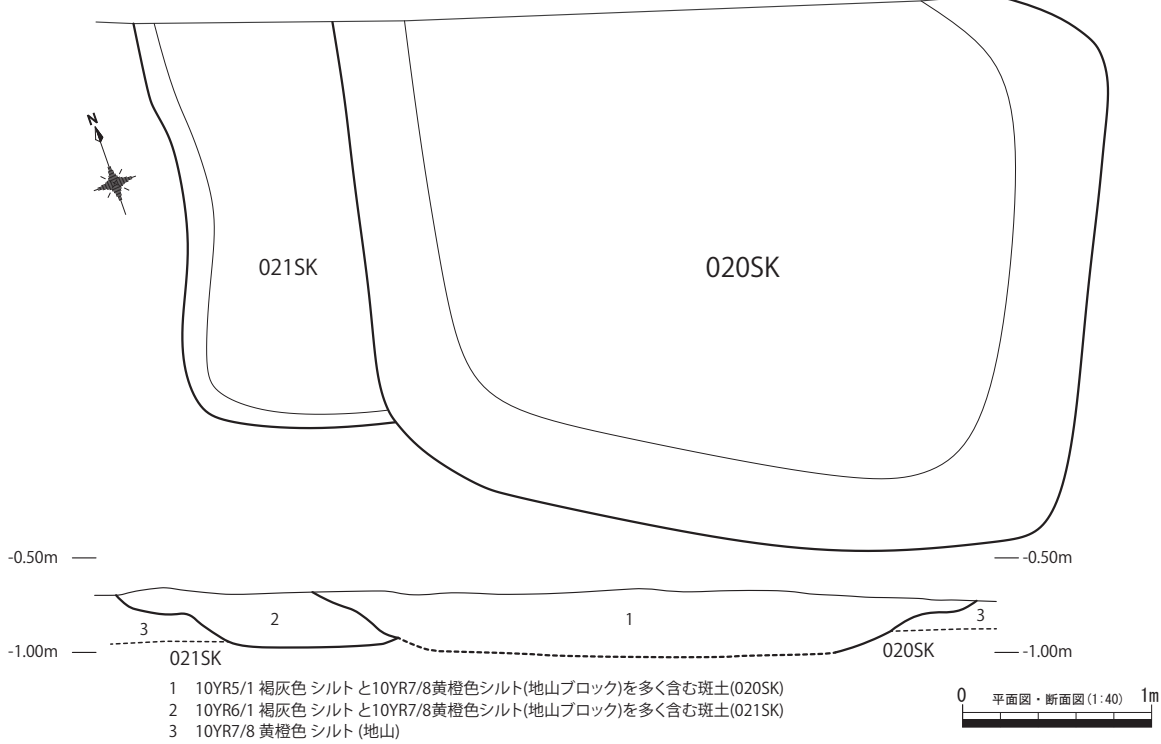 N
021SK
020SK
-0.50m
-0.50m
3
2
1
3
021SK
020SK
-1.00m
-1.00m
1 10YR5/1 褐灰色 シルト と10YR7/8黄橙色シルト(地山ブロック)を多く含む斑土(020SK)
2 10YR6/1 褐灰色 シルト と10YR7/8黄橙色シルト(地山ブロック)を多く含む斑土(021SK)
3 10YR7/8 黄橙色 シルト (地山)
0 平面図・断面図(1:40) 1m